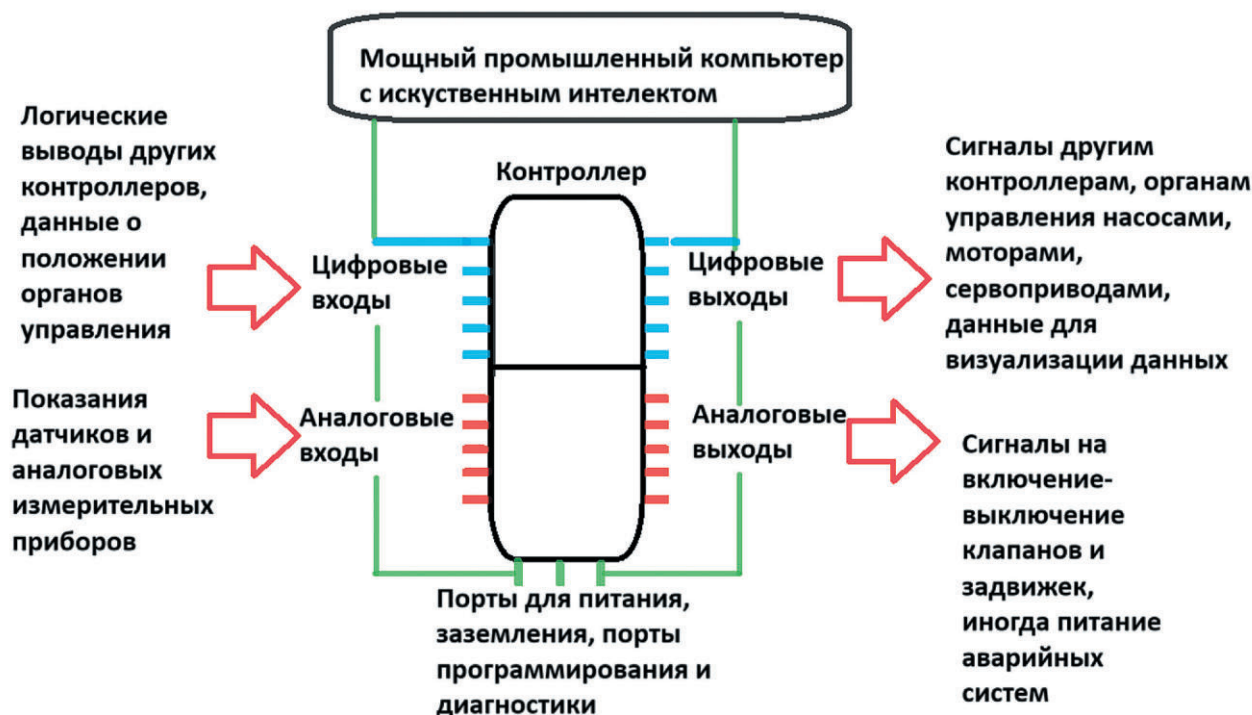 Мощный промышленный компьютер
с искуственным интелектом
Логические
выводы других
контроллеров,
данные о
положении
органов
управления
Контроллер
Сигналы другим
контроллерам, органам
управления насосами,
моторами,
сервоприводами,
данные для
визуализации данных
Цифровые
входы
Цифровые
выходы
Показания
датчиков и
аналоговых
измерительных
приборов
Аналоговые
входы
Аналоговые
выходы
Сигналы на
включение-
выключение
клапанов и
задвижек,
иногда питание
аварийных
систем
Порты для питания,
заземления, порты
программирования и
диагностики